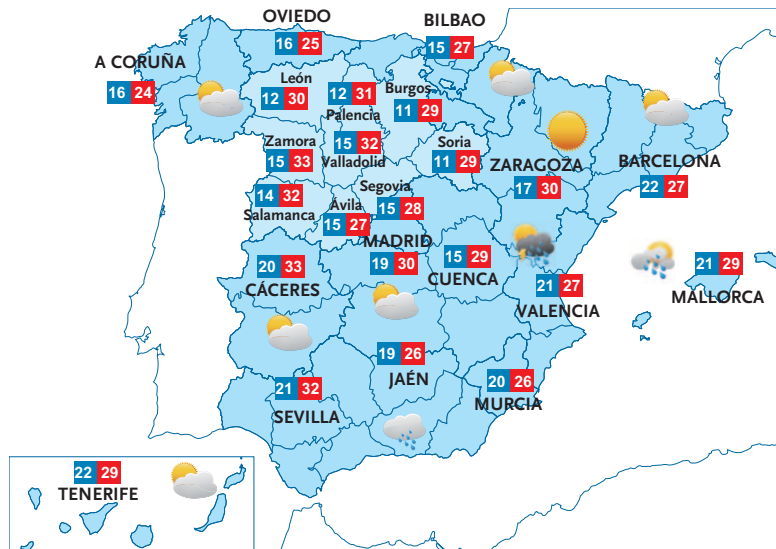 OVIEDO
16 25
BILBAO
15 27
A CORUÑA
16 24
León
12 30
12 31
Palencia
Burgos
11 29
Zamora
15 33
15 32
Valladolid
Soria
11 29
ZARAGOZA
17 30
BARCELONA
22 27
14 32
Salamanca
Ávila
15 27
Segovia
15 28
MADRID
19 30
15 29
CUENCA
20 33
CÁCERES
21 27
VALENCIA
21 29
MALLORCA
19 26
JAÉN
20 26
MURCIA
21 32
SEVILLA
22 29
TENERIFE